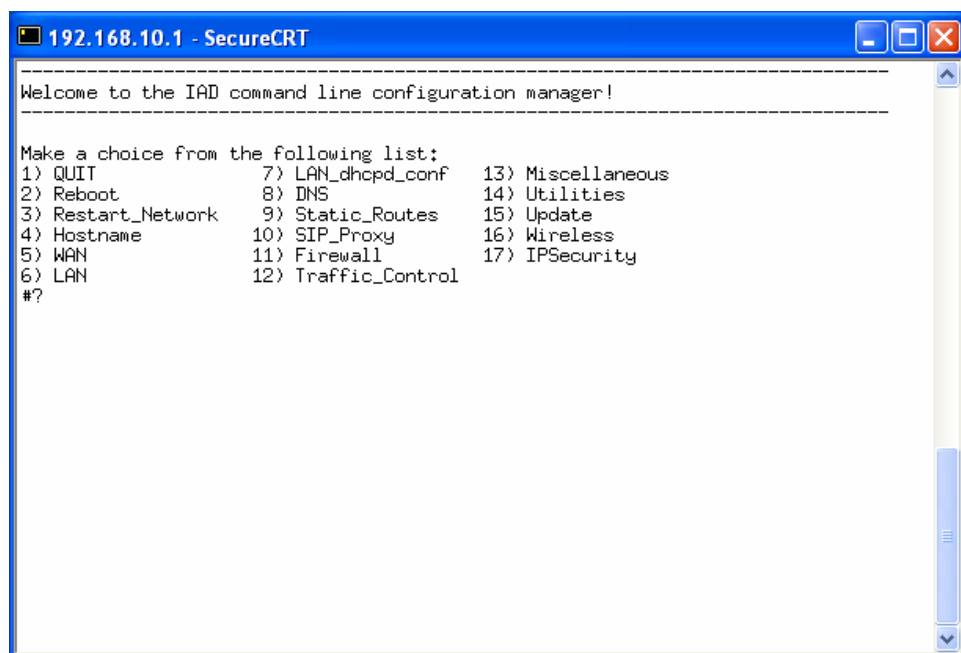 192.168.10.1 - SecureCRT
--------------------------------------------------------------------------------
Welcome to the IAD command line configuration manager!
--------------------------------------------------------------------------------
Make a choice from the following list:
1) QUIT 7) LAN_dhcpd_conf 13) Miscellaneous
2) Reboot 8) DNS 14) Utilities
3) Restart_Network 9) Static_Routes 15) Update
4) Hostname 10) SIP_Proxy 16) Wireless
5) WAN 11) Firewall 17) IPSecurity
6) LAN 12) Traffic_Control
#?